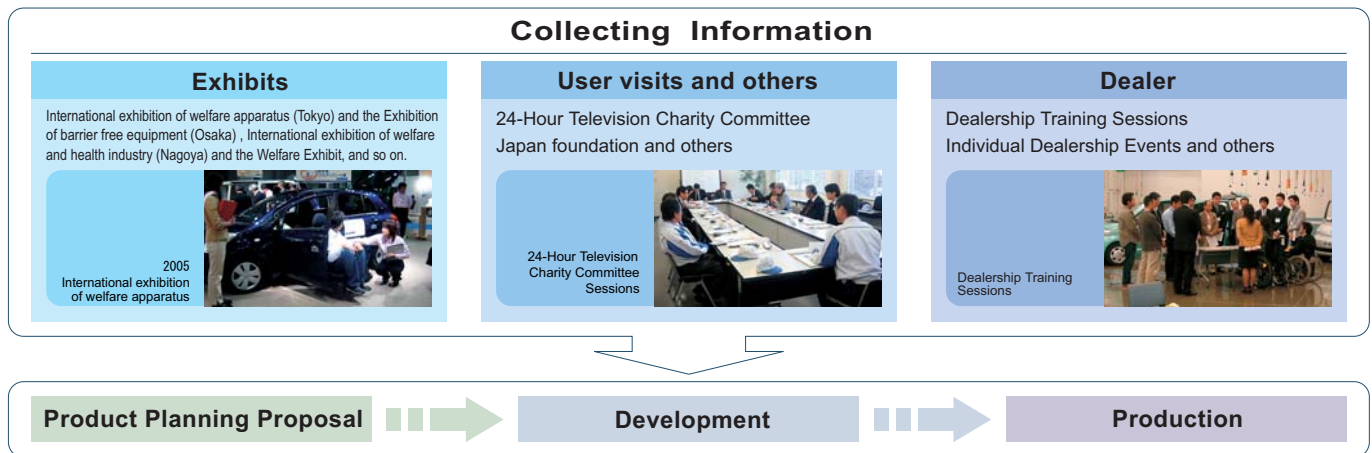 Collecting Information
Exhibits
International exhibition of welfare apparatus (Tokyo) and the Exhibition
of barrier free equipment (Osaka) , International exhibition of welfare
and health industry (Nagoya) and the Welfare Exhibit, and so on.
2005
International exhibition
of welfare apparatus
User visits and others
24-Hour Television Charity Committee
Japan foundation and others
24-Hour Television
Charity Committee
Sessions
Dealer
Dealership Training Sessions
Individual Dealership Events and others
Dealership Training
Sessions
Product Planning Proposal
Development
Production